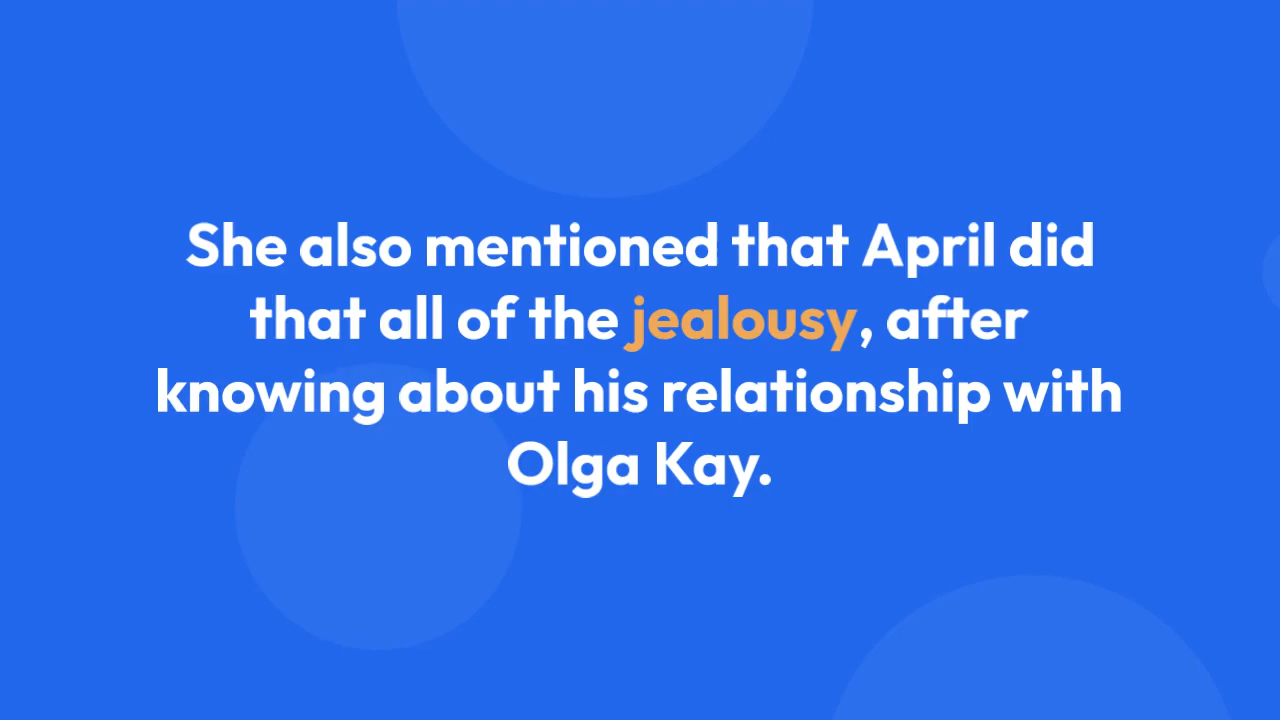 She also mentioned that April did
that all of the jealousy, after
knowing about his relationship with
Olga Kay.